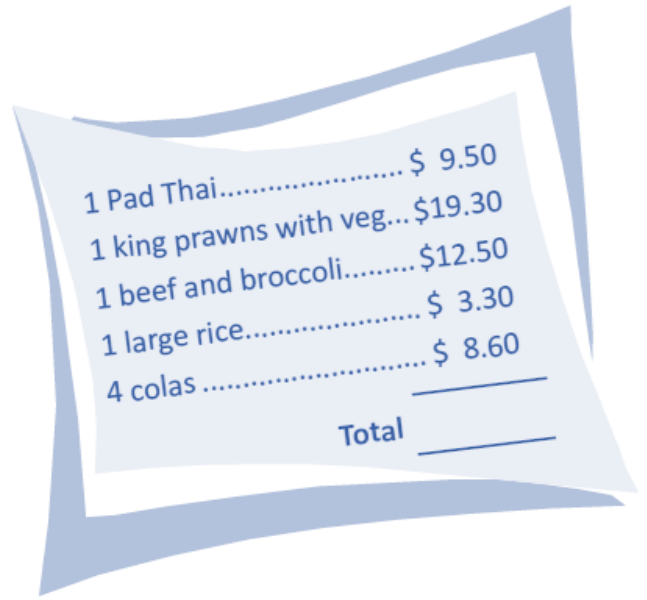 1 Pad Thai....................... $ 9.50
1 king prawns with veg... $19.30
1 beef and broccoli......... $12.50
1 large rice...................... $ 3.30
4 colas ............................ $ 8.60
Total